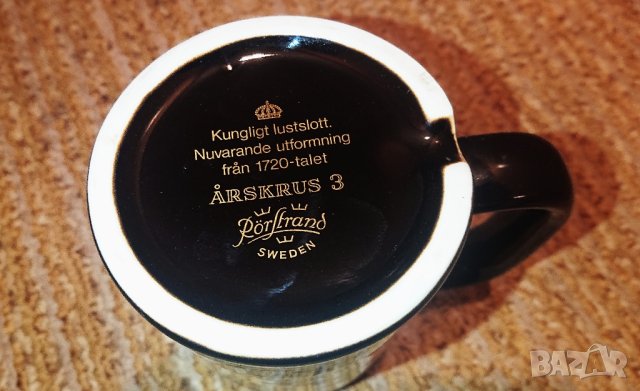 Kungligt lustslott.
Nuvarande utformning
från 1720-talet
ÅRSKRUS 3
Rörstrand
SWEDEN
BAZAR